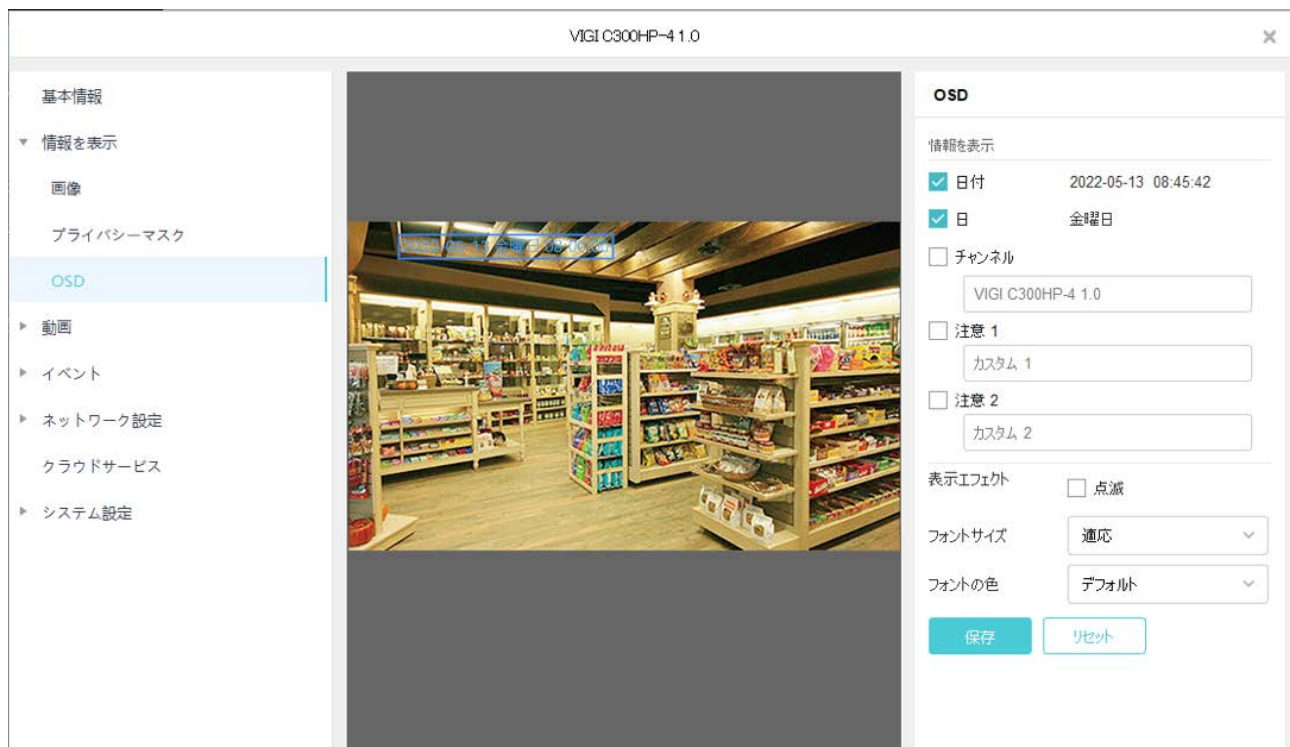 VIGI C300HP-4 1.0
基本情報
情報を表示
画像
プライバシーマスク
OSD
動画
イベント
ネットワーク設定
クラウドサービス
システム設定
OSD
情報を表示
日付 2022-05-13 08:45:42
日 金曜日
チャンネル
VIGI C300HP-4 1.0
注意 1
カスタム 1
注意 2
カスタム 2
表示エフェクト 点滅
フォントサイズ 適応
フォントの色 デフォルト
保存 リセット